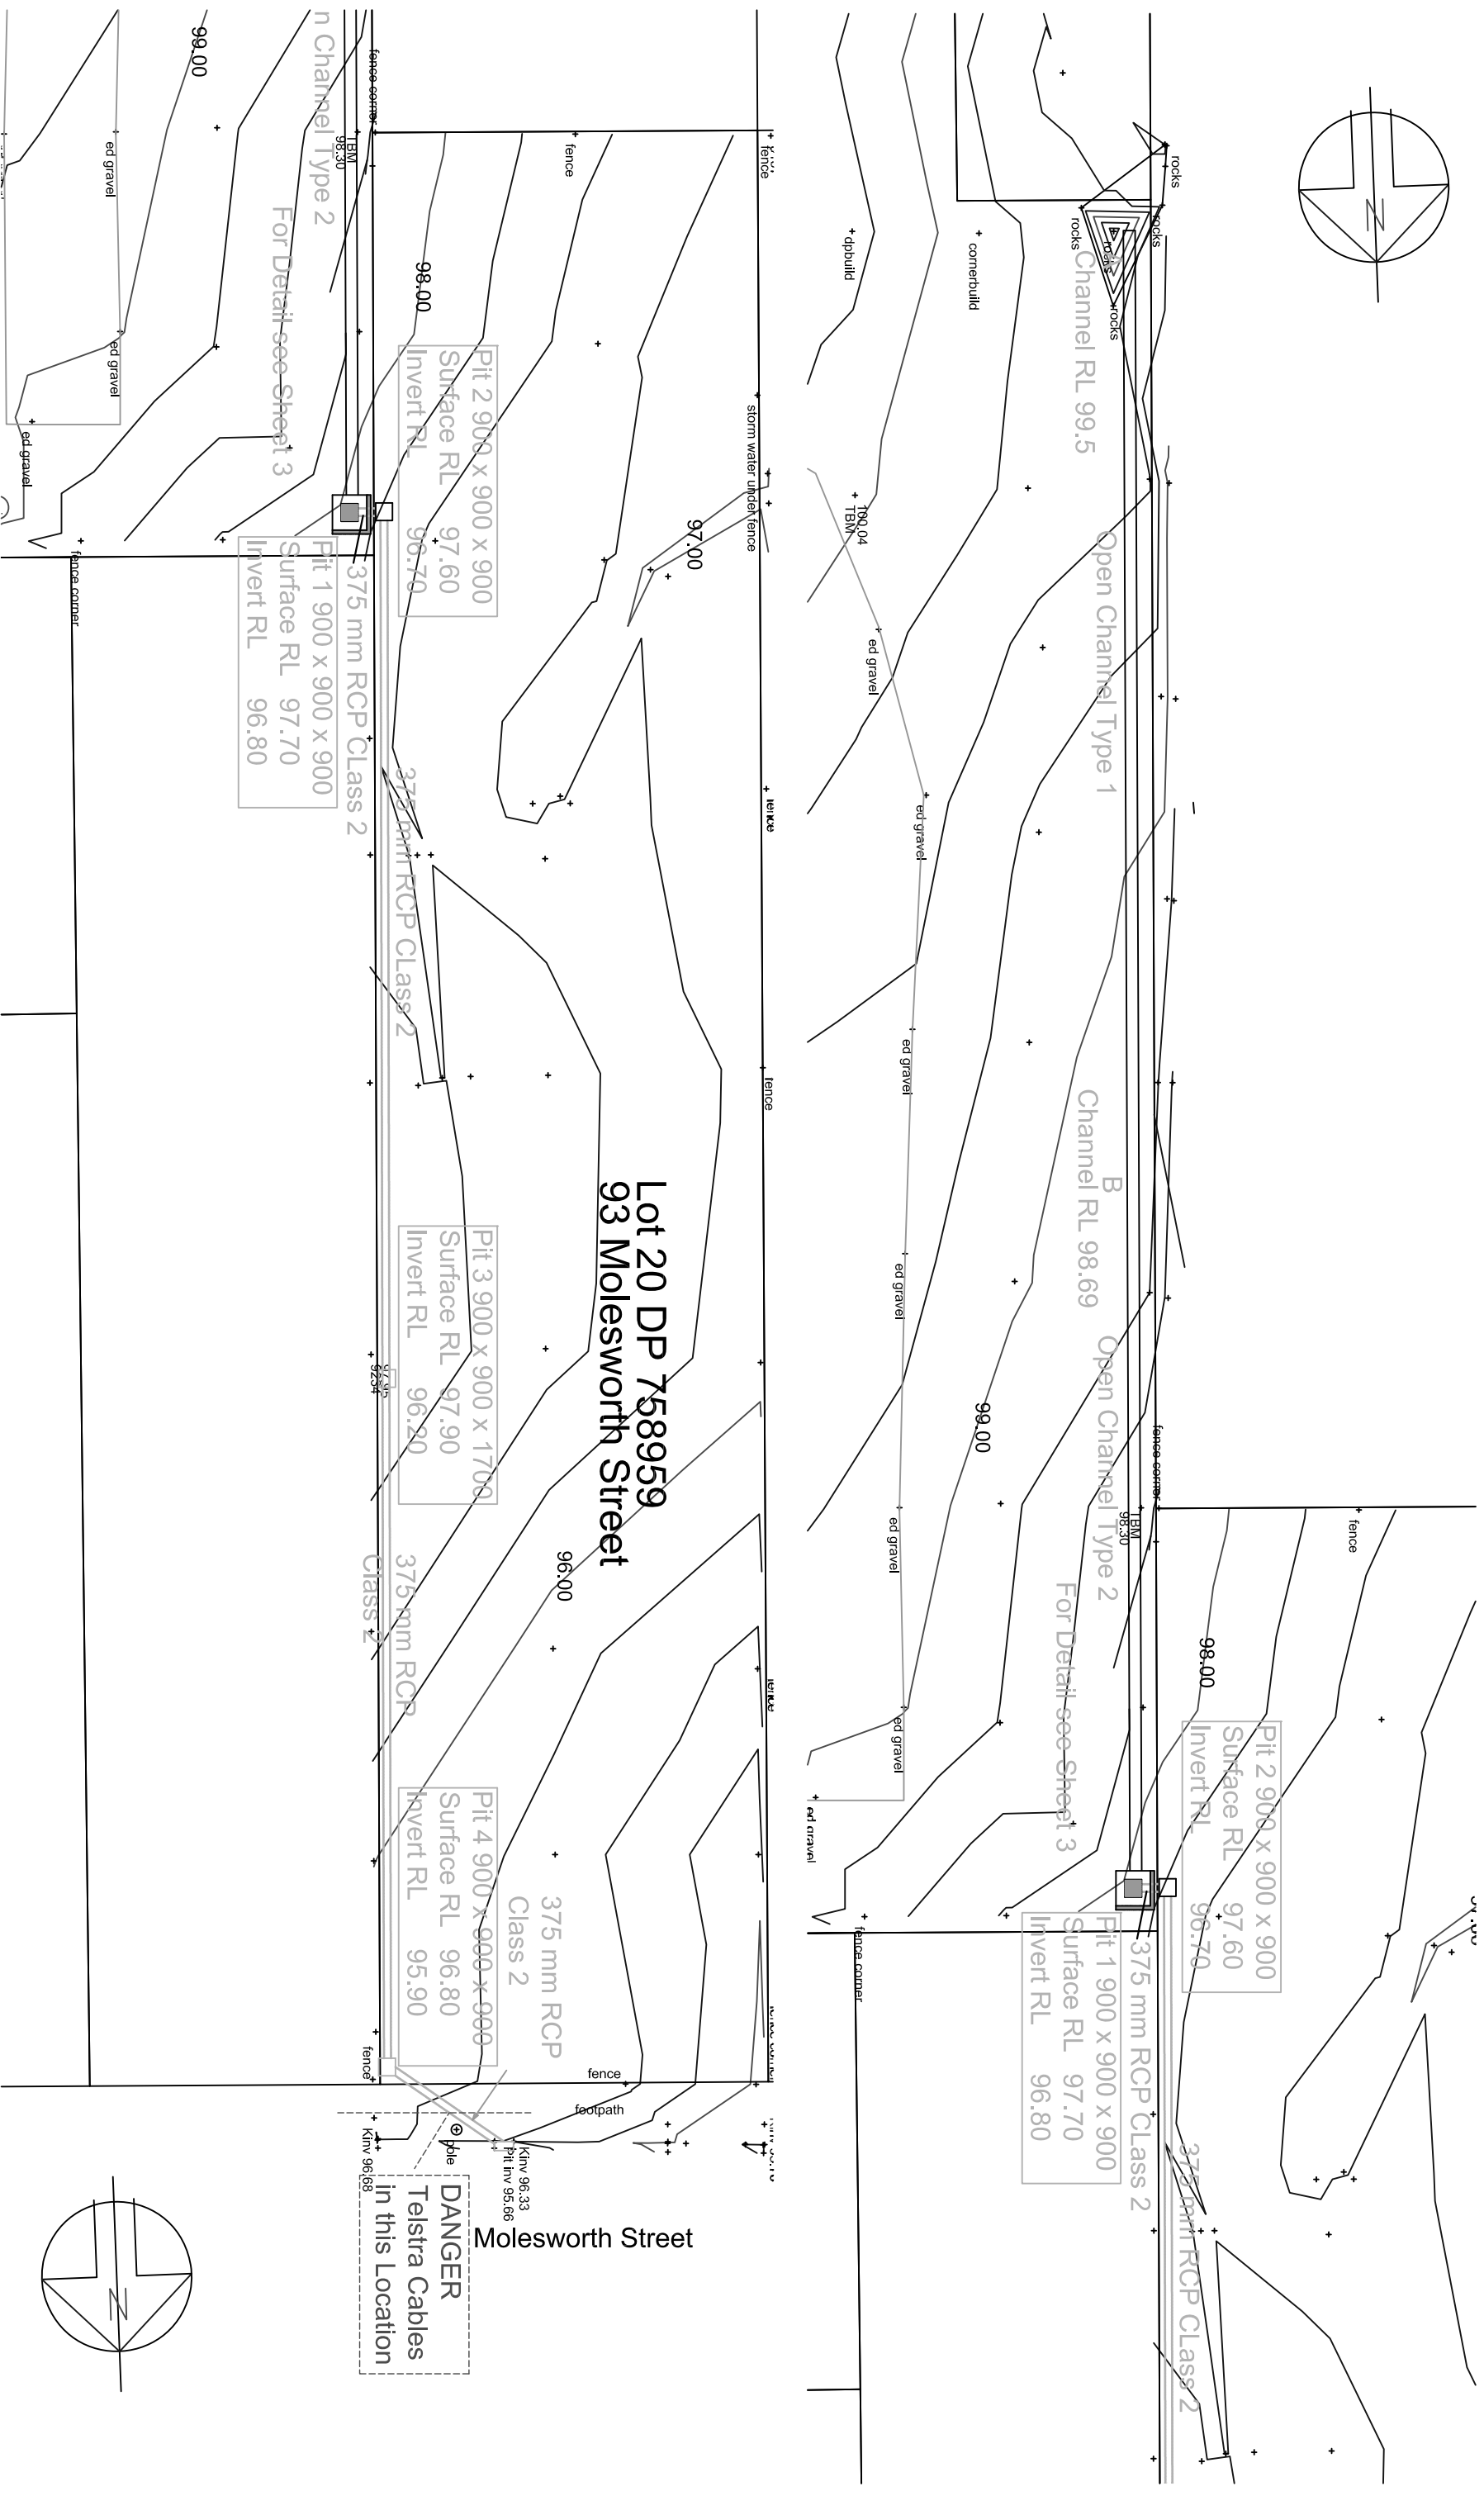 99.00
n Channel Type 2
fence corner
TBM
98.30
ed gravel
For Detail see Sheet 3
98.00
fence
fence
ed gravel
ed gravel
Pit 2 900 x 900
Surface RL 97.60
Invert RL 96.70
storm water under fence
97.00
fence corner
Pit 1 900 x 900 x 900
Surface RL 97.70
Invert RL 96.80
375 mm RCP CLass 2
375 mm RCP CLass 2
fence
fence
Lot 20 DP 758959
93 Molesworth Street
Pit 3 900 x 900 x 1700
Surface RL 97.90
Invert RL 96.20
96.00
375 mm RCP
Class 2
fence
Pit 4 900 x 900 x 900
Surface RL 96.80
Invert RL 95.90
375 mm RCP
Class 2
fence
fence
footpath
pole
Kinv 96.68
Kinv 96.33
Pit inv 95.66
DANGER
Telstra Cables
in this Location
Molesworth Street
N
N
rocks
rocks
rocks
rocks
rocks
dpbuild
cornerbuild
Channel RL 99.5
100.04
TBM
Open Channel Type 1
ed gravel
ed gravel
ed gravel
B
Channel RL 98.69
ed gravel
Open Channel Type 2
99.00
fence corner
TBM
98.30
fence
ed gravel
For Detail see Sheet 3
98.00
ed gravel
ed gravel
Pit 2 900 x 900
Surface RL 97.60
Invert RL 96.70
fence corner
Pit 1 900 x 900 x 900
Surface RL 97.70
Invert RL 96.80
375 mm RCP CLass 2
375 mm RCP CLass 2